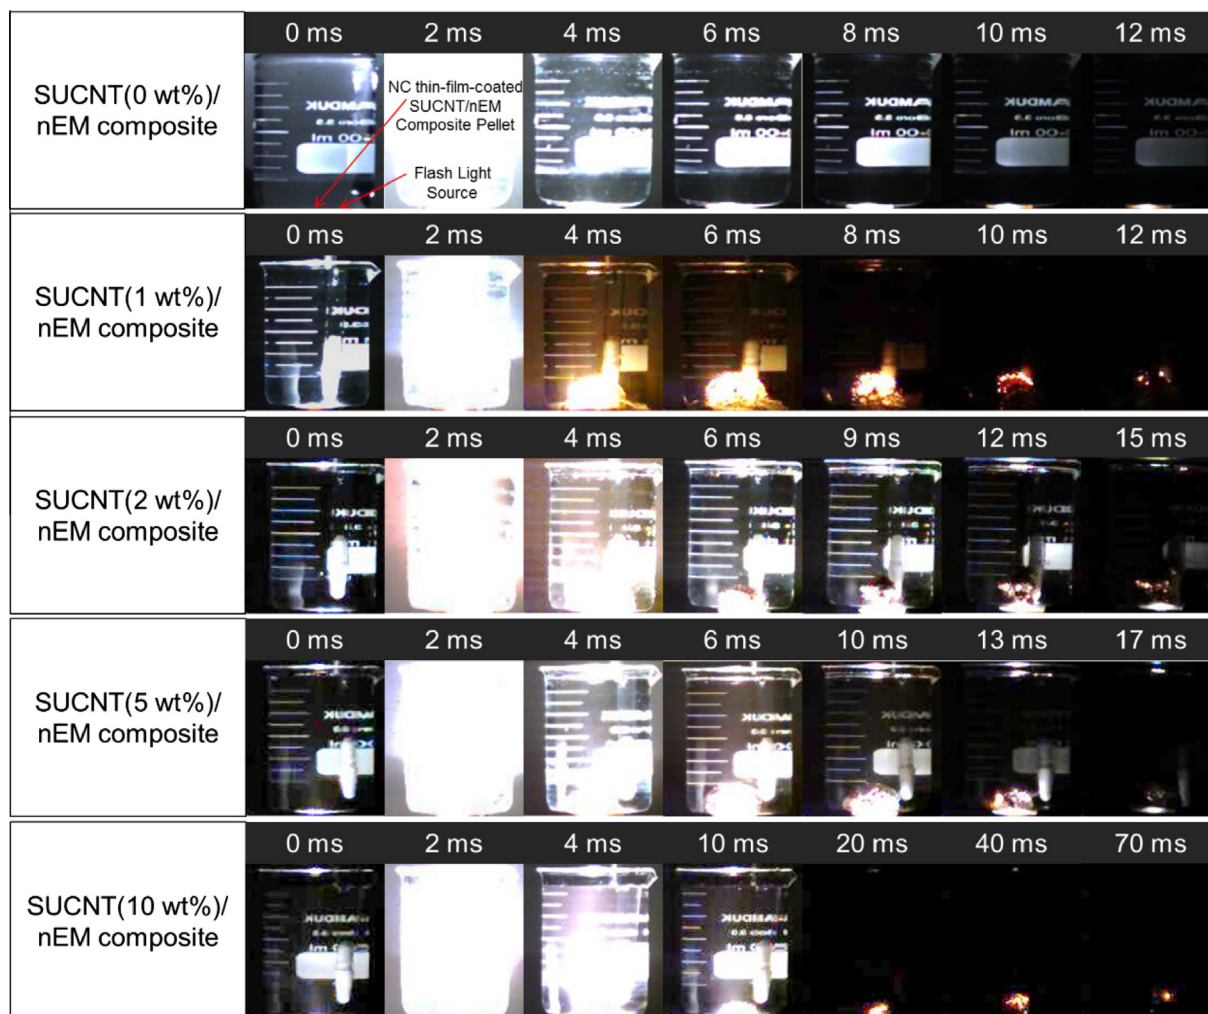 0 ms 2 ms 4 ms 6 ms 8 ms 10 ms 12 ms
SUCNT(0 wt%)/
nEM composite
NC thin-film-coated
SUCNT/nEM
Composite Pellet
Flash Light
Source
0 ms 2 ms 4 ms 6 ms 8 ms 10 ms 12 ms
SUCNT(1 wt%)/
nEM composite
0 ms 2 ms 4 ms 6 ms 9 ms 12 ms 15 ms
SUCNT(2 wt%)/
nEM composite
0 ms 2 ms 4 ms 6 ms 10 ms 13 ms 17 ms
SUCNT(5 wt%)/
nEM composite
0 ms 2 ms 4 ms 10 ms 20 ms 40 ms 70 ms
SUCNT(10 wt%)/
nEM composite